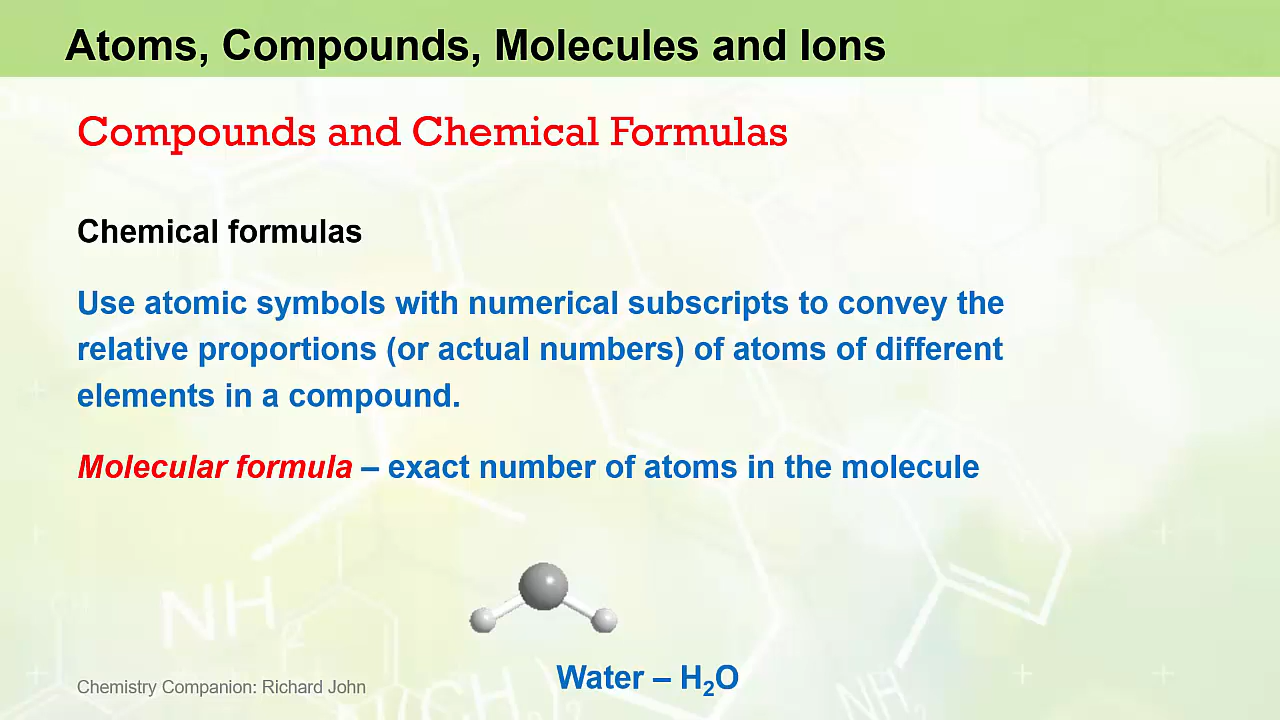 Atoms, Compounds, Molecules and Ions
Compounds and Chemical Formulas
Chemical formulas
Use atomic symbols with numerical subscripts to convey the
relative proportions (or actual numbers) of atoms of different
elements in a compound.
Molecular formula – exact number of atoms in the molecule
NH₂
Water – H₂O
Chemistry Companion: Richard John
NH